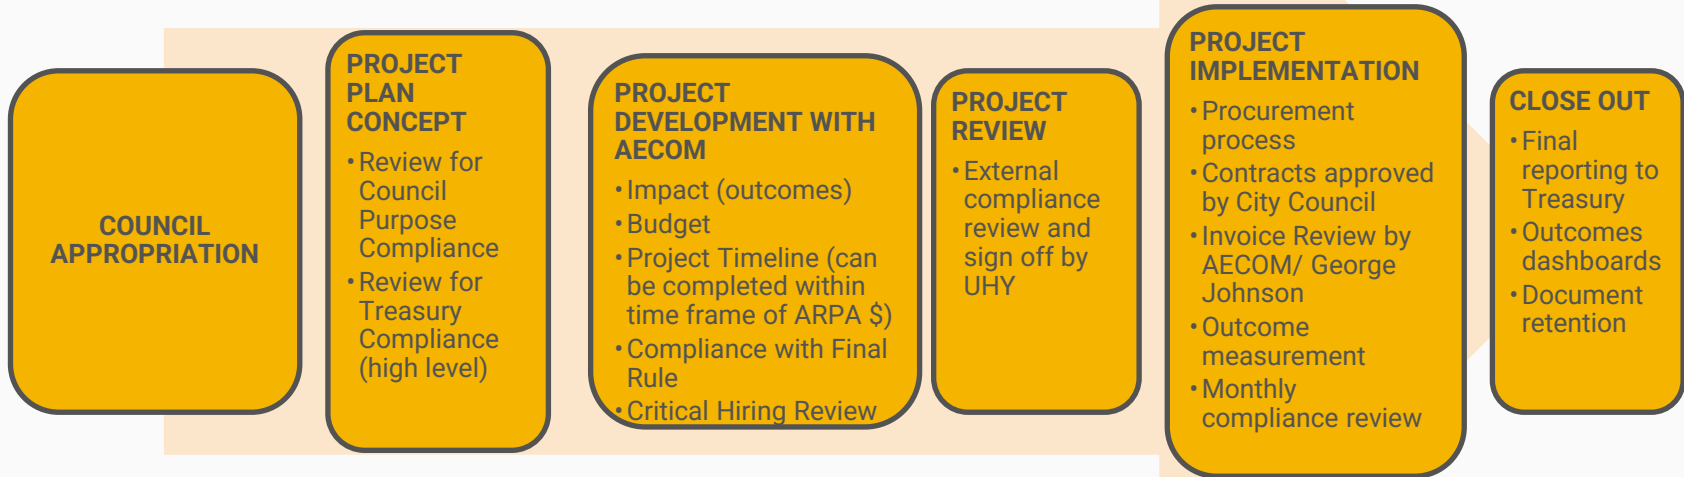 COUNCIL
APPROPRIATION
PROJECT
PLAN
CONCEPT
•Review for
Council
Purpose
Compliance
•Review for
Treasury
Compliance
(high level)
PROJECT
DEVELOPMENT WITH
AECOM
•Impact (outcomes)
•Budget
•Project Timeline (can
be completed within
time frame of ARPA $)
•Compliance with Final
Rule
•Critical Hiring Review
PROJECT
REVIEW
•External
compliance
review and
sign off by
UHY
PROJECT
IMPLEMENTATION
•Procurement
process
•Contracts approved
by City Council
•Invoice Review by
AECOM/ George
Johnson
•Outcome
measurement
•Monthly
compliance review
CLOSE OUT
•Final
reporting to
Treasury
•Outcomes
dashboards
•Document
retention